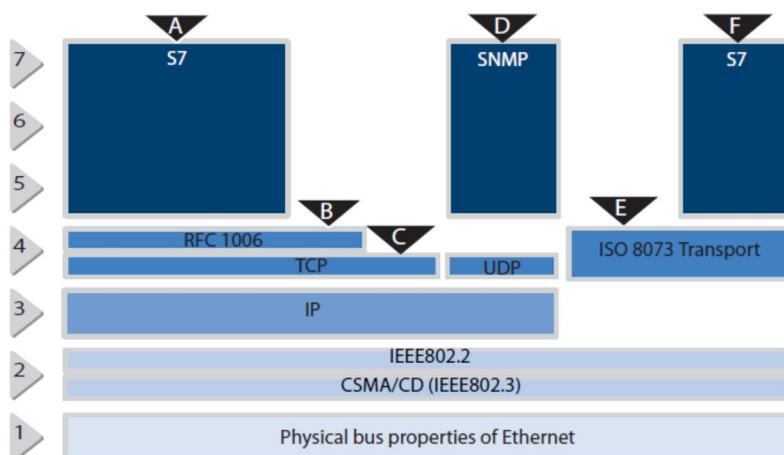 A D F
7 S7 SNMP S7
6
5
B E
C
4 RFC 1006 ISO 8073 Transport
TCP UDP
3 IP
2 IEEE802.2
CSMA/CD (IEEE802.3)
1 Physical bus properties of Ethernet